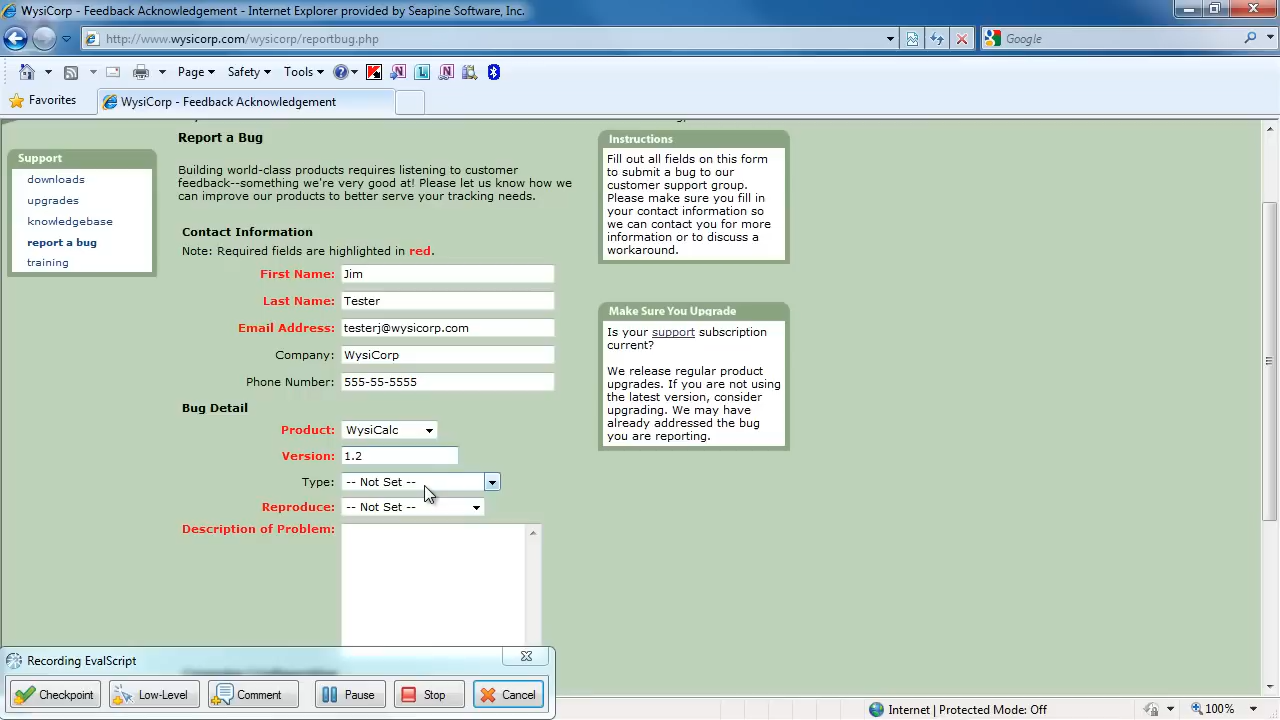 WysiCorp - Feedback Acknowledgement - Internet Explorer provided by Seapine Software, Inc.
http://www.wysicorp.com/wysicorp/reportbug.php
Google
Page Safety Tools
Favorites
WysiCorp - Feedback Acknowledgement
Support
downloads
upgrades
knowledgebase
report a bug
training
Report a Bug
Building world-class products requires listening to customer
feedback--something we're very good at! Please let us know how we
can improve our products to better serve your tracking needs.
Contact Information
Note: Required fields are highlighted in red.
First Name: Jim
Last Name: Tester
Email Address: testerj@wysicorp.com
Company: WysiCorp
Phone Number: 555-55-5555
Bug Detail
Product: WysiCalc
Version: 1.2
Type: -- Not Set --
Reproduce: -- Not Set --
Description of Problem:
Instructions
Fill out all fields on this form
to submit a bug to our
customer support group.
Please make sure you fill in
your contact information so
we can contact you for more
information or to discuss a
workaround.
Make Sure You Upgrade
Is your support subscription
current?
We release regular product
upgrades. If you are not using
the latest version, consider
upgrading. We may have
already addressed the bug
you are reporting.
Recording EvalScript
Checkpoint Low-Level Comment Pause Stop Cancel
Internet | Protected Mode: Off
100%